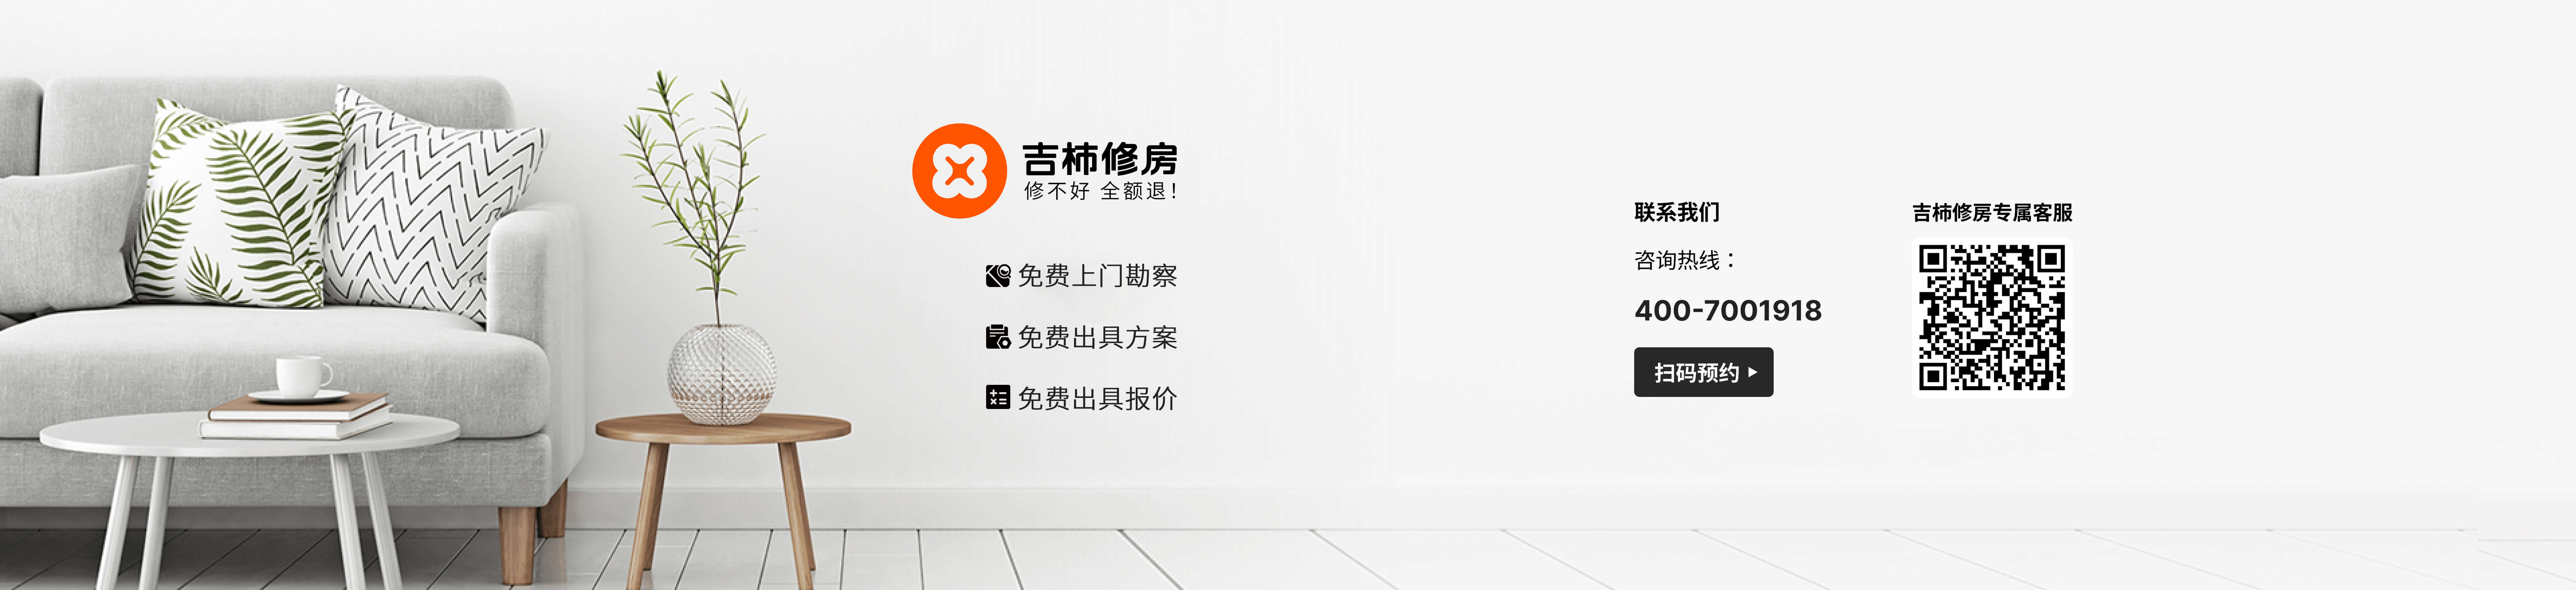 吉柿修房
修不好 全额退!
免费上门勘察
免费出具方案
免费出具报价
联系我们
咨询热线：
400-7001918
扫码预约
吉柿修房专属客服